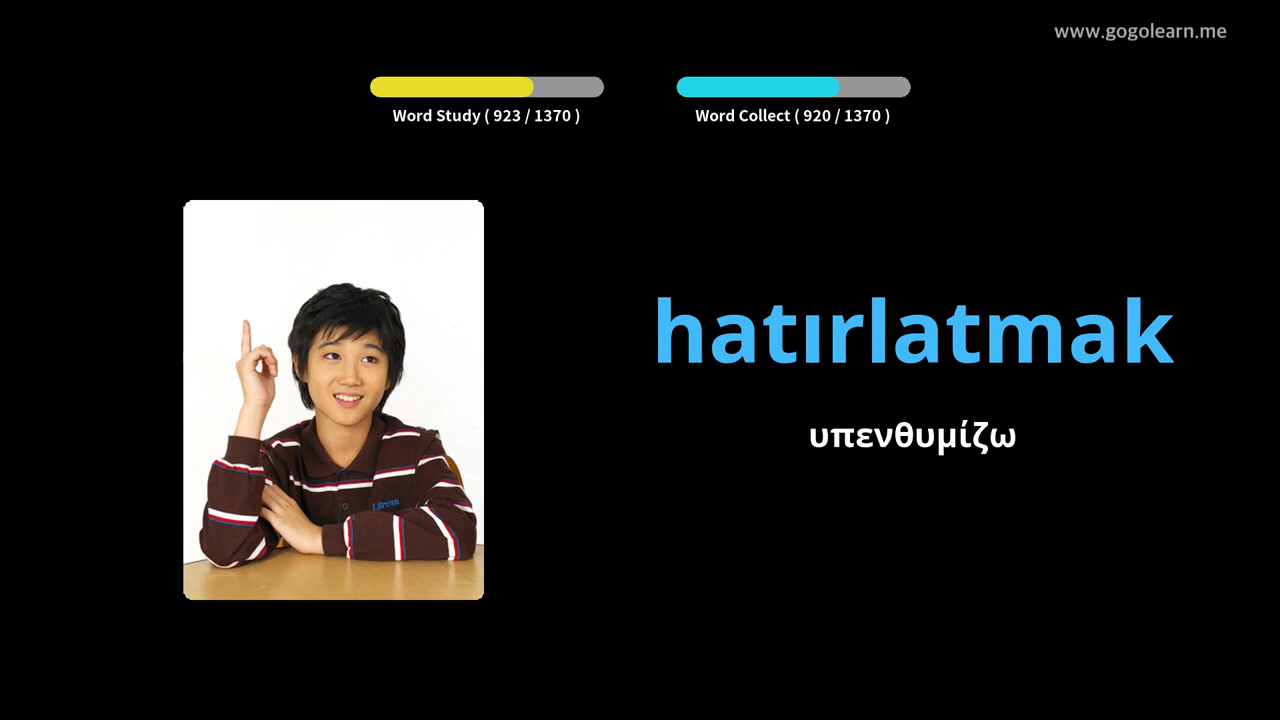 www.gogolearn.me
Word Study ( 923 / 1370 )
Word Collect ( 920 / 1370 )
hatırlatmak
υπενθυμίζω